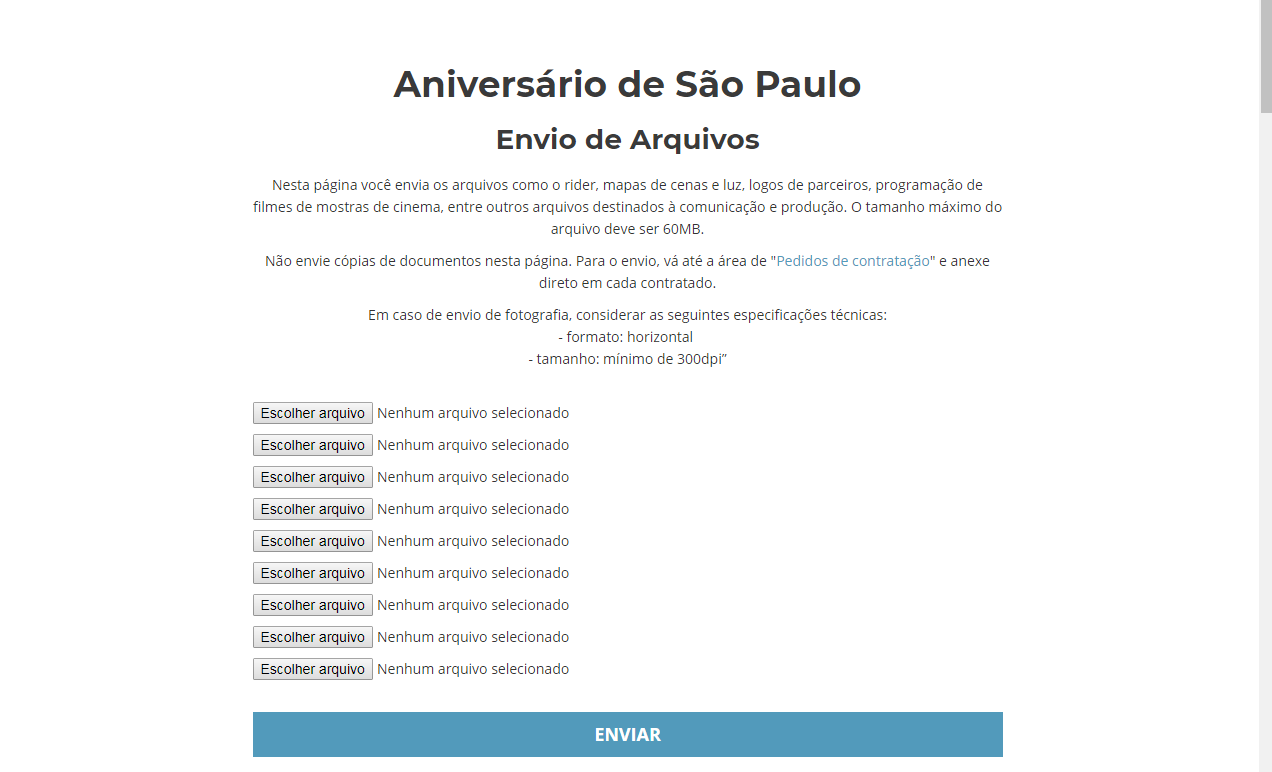 Aniversário de São Paulo
Envio de Arquivos
Nesta página você envia os arquivos como o rider, mapas de cenas e luz, logos de parceiros, programação de
filmes de mostras de cinema, entre outros arquivos destinados à comunicação e produção. O tamanho máximo do
arquivo deve ser 60MB.
Não envie cópias de documentos nesta página. Para o envio, vá até a área de "Pedidos de contratação" e anexe
direto em cada contratado.
Em caso de envio de fotografia, considerar as seguintes especificações técnicas:
- formato: horizontal
- tamanho: mínimo de 300dpi”
Escolher arquivo Nenhum arquivo selecionado
Escolher arquivo Nenhum arquivo selecionado
Escolher arquivo Nenhum arquivo selecionado
Escolher arquivo Nenhum arquivo selecionado
Escolher arquivo Nenhum arquivo selecionado
Escolher arquivo Nenhum arquivo selecionado
Escolher arquivo Nenhum arquivo selecionado
Escolher arquivo Nenhum arquivo selecionado
Escolher arquivo Nenhum arquivo selecionado
ENVIAR